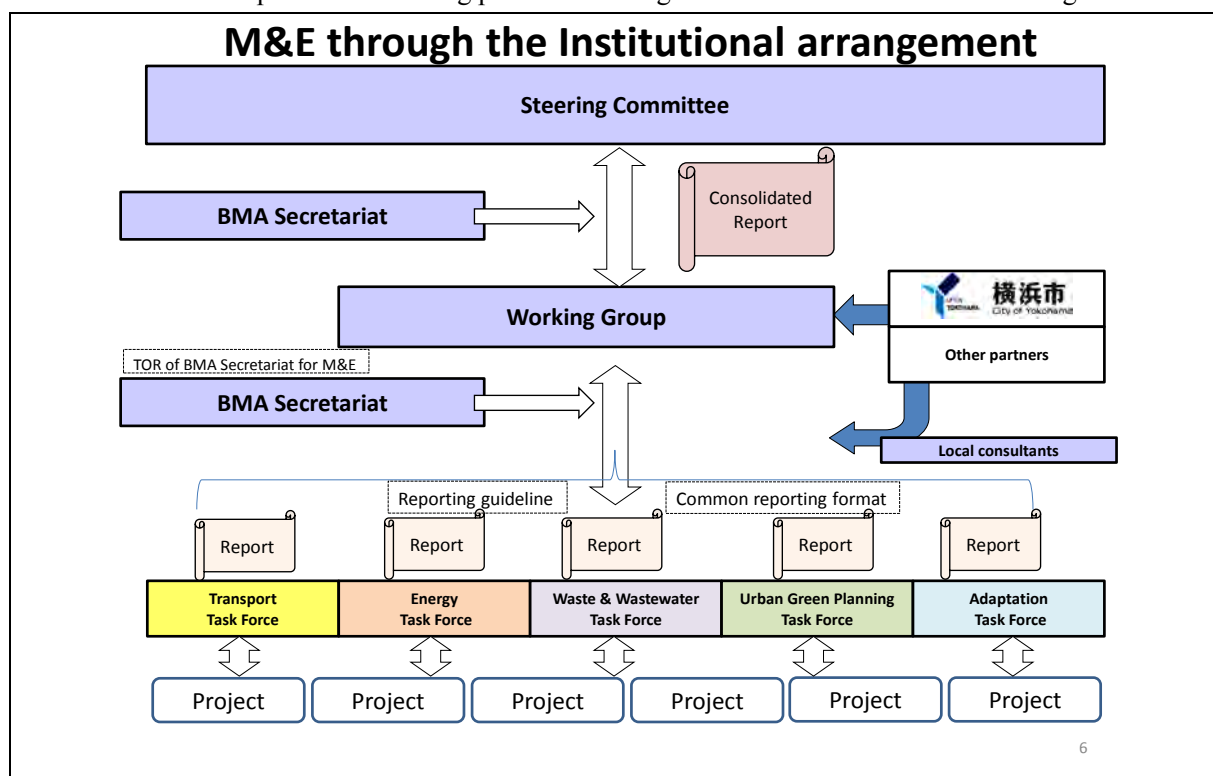 M&E through the Institutional arrangement
Steering Committee
BMA Secretariat
Consolidated
Report
Working Group
横浜市
City of Yokohama
Other partners
TOR of BMA Secretariat for M&E
BMA Secretariat
Local consultants
Reporting guideline
Common reporting format
Report
Report
Report
Report
Report
Transport
Task Force
Energy
Task Force
Waste & Wastewater
Task Force
Urban Green Planning
Task Force
Adaptation
Task Force
Project
Project
Project
Project
Project
Project
6